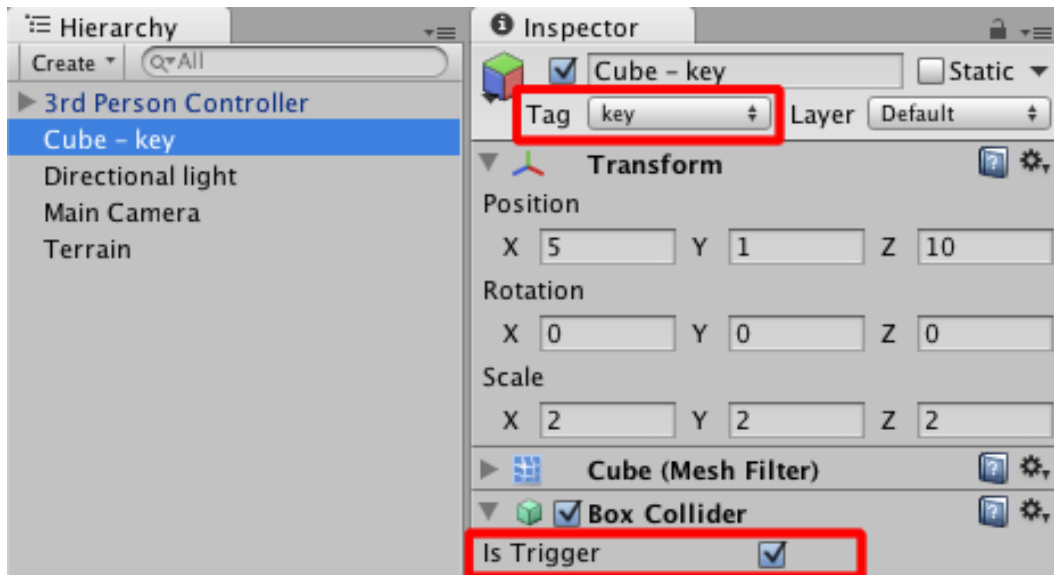 Hierarchy
Create All
3rd Person Controller
Cube – key
Directional light
Main Camera
Terrain
Inspector
Cube – key Static
Tag key Layer Default
Transform
Position
X 5 Y 1 Z 10
Rotation
X 0 Y 0 Z 0
Scale
X 2 Y 2 Z 2
Cube (Mesh Filter)
Box Collider
Is Trigger